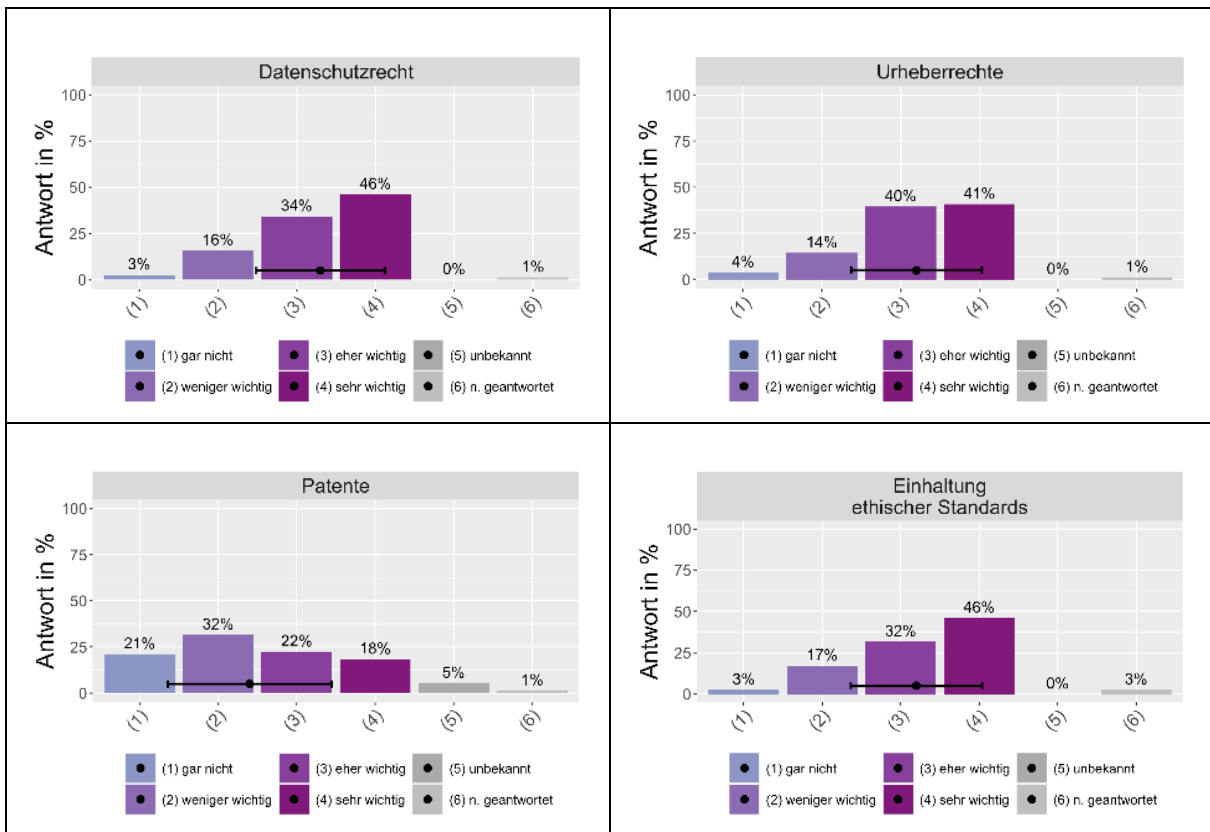 Datenschutzrecht
Antwort in %
100
75
50
25
0
3%
16%
34%
46%
0%
1%
(1)
(2)
(3)
(4)
(5)
(6)
(1) gar nicht
(3) eher wichtig
(5) unbekannt
(2) weniger wichtig
(4) sehr wichtig
(6) n. geantwortet
Urheberrechte
Antwort in %
100
75
50
25
0
4%
14%
40%
41%
0%
1%
(1)
(2)
(3)
(4)
(5)
(6)
(1) gar nicht
(3) eher wichtig
(5) unbekannt
(2) weniger wichtig
(4) sehr wichtig
(6) n. geantwortet
Patente
Antwort in %
100
75
50
25
0
21%
32%
22%
18%
5%
1%
(1)
(2)
(3)
(4)
(5)
(6)
(1) gar nicht
(3) eher wichtig
(5) unbekannt
(2) weniger wichtig
(4) sehr wichtig
(6) n. geantwortet
Einhaltung
ethischer Standards
Antwort in %
100
75
50
25
0
3%
17%
32%
46%
0%
3%
(1)
(2)
(3)
(4)
(5)
(6)
(1) gar nicht
(3) eher wichtig
(5) unbekannt
(2) weniger wichtig
(4) sehr wichtig
(6) n. geantwortet